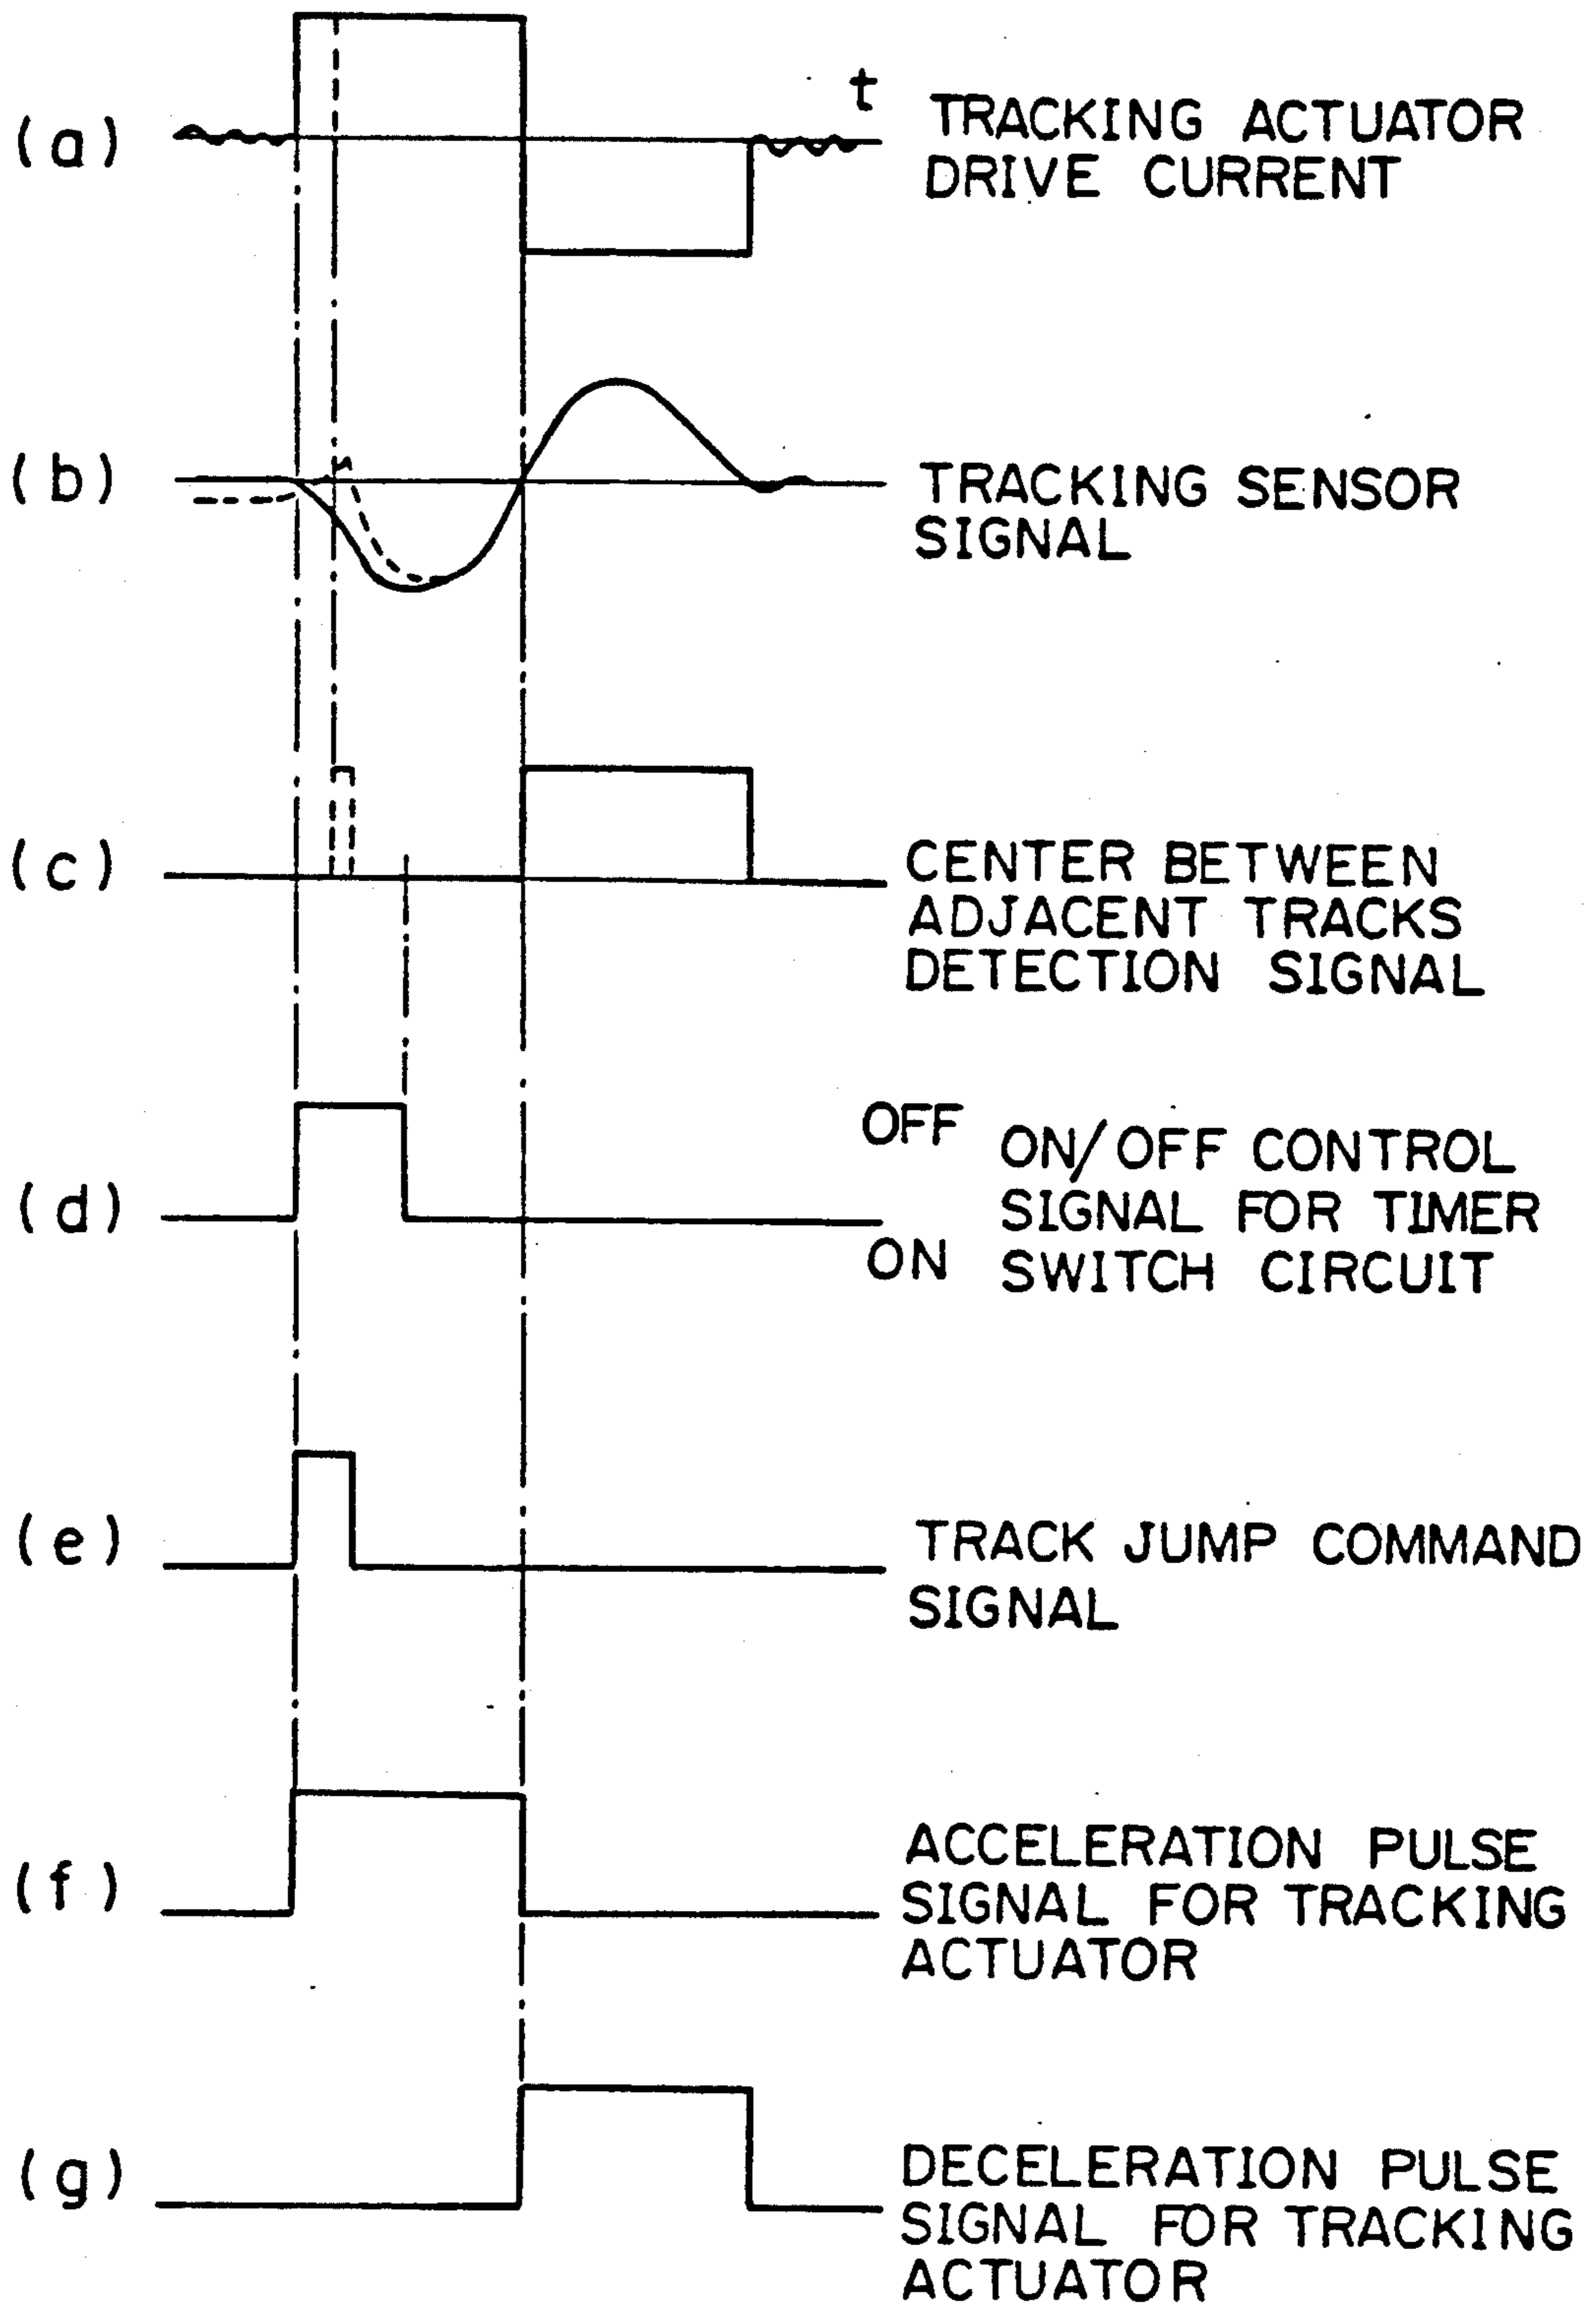 t
(a) TRACKING ACTUATOR
DRIVE CURRENT
(b) TRACKING SENSOR
SIGNAL
(c) CENTER BETWEEN
ADJACENT TRACKS
DETECTION SIGNAL
OFF
(d) ON/OFF CONTROL
SIGNAL FOR TIMER
ON SWITCH CIRCUIT
(e) TRACK JUMP COMMAND
SIGNAL
(f) ACCELERATION PULSE
SIGNAL FOR TRACKING
ACTUATOR
(g) DECELERATION PULSE
SIGNAL FOR TRACKING
ACTUATOR